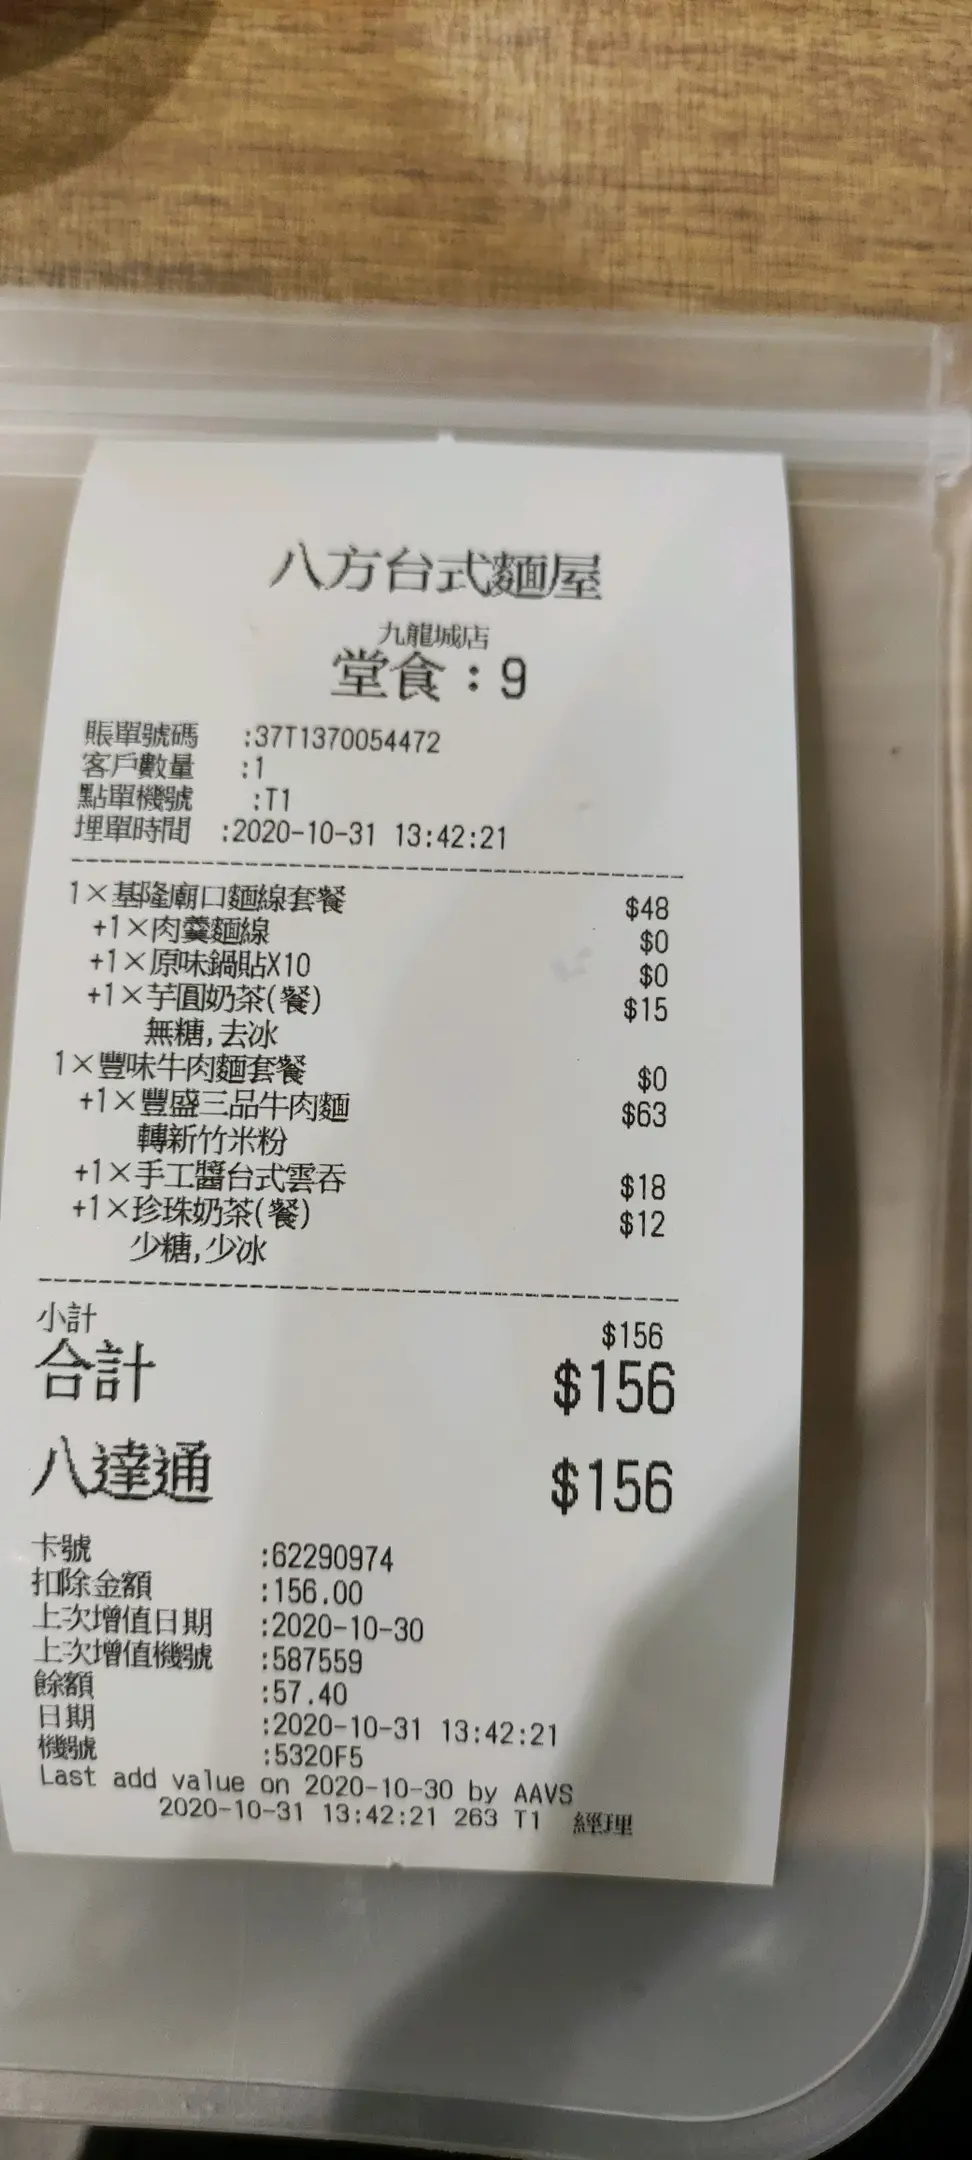 八方台式麵屋
九龍城店
堂食：9
賬單號碼 :37T1370054472
客戶數量 :1
點單機號 :T1
埋單時間 :2020-10-31 13:42:21
1×基隆廟口麵線套餐 $48
+1×肉羹麵線 $0
+1×原味鍋貼X10 $0
+1×芋圓奶茶(餐) $15
無糖,去冰
1×豐味牛肉麵套餐 $0
+1×豐盛三品牛肉麵 $63
轉新竹米粉
+1×手工醬台式雲吞 $18
+1×珍珠奶茶(餐) $12
少糖,少冰
小計 $156
合計 $156
八達通 $156
卡號 :62290974
扣除金額 :156.00
上次增值日期 :2020-10-30
上次增值機號 :587559
餘額 :57.40
日期 :2020-10-31 13:42:21
機號 :5320F5
Last add value on 2020-10-30 by AAVS
2020-10-31 13:42:21 263 T1 經理